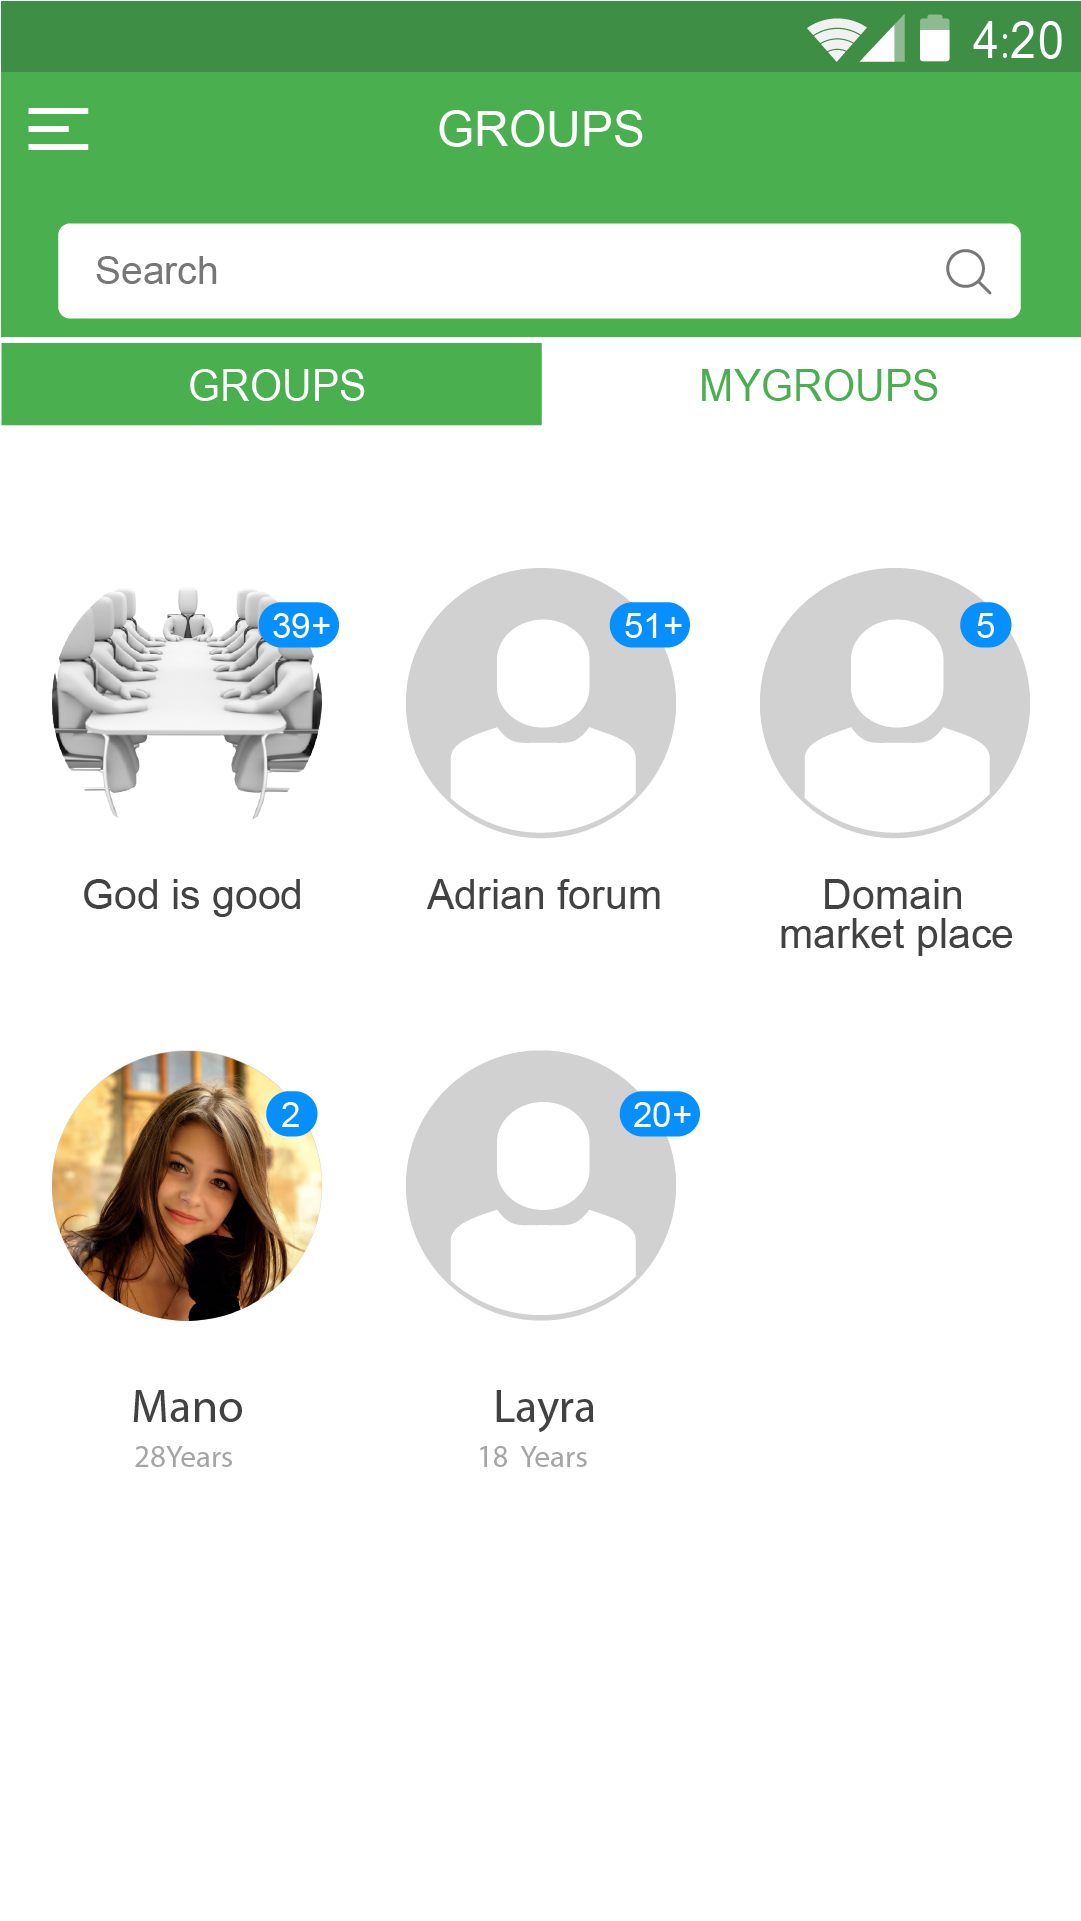 4:20
GROUPS
Search
GROUPS
MYGROUPS
39+
51+
5
God is good
Adrian forum
Domain
market place
2
20+
Mano
Layra
28Years
18 Years